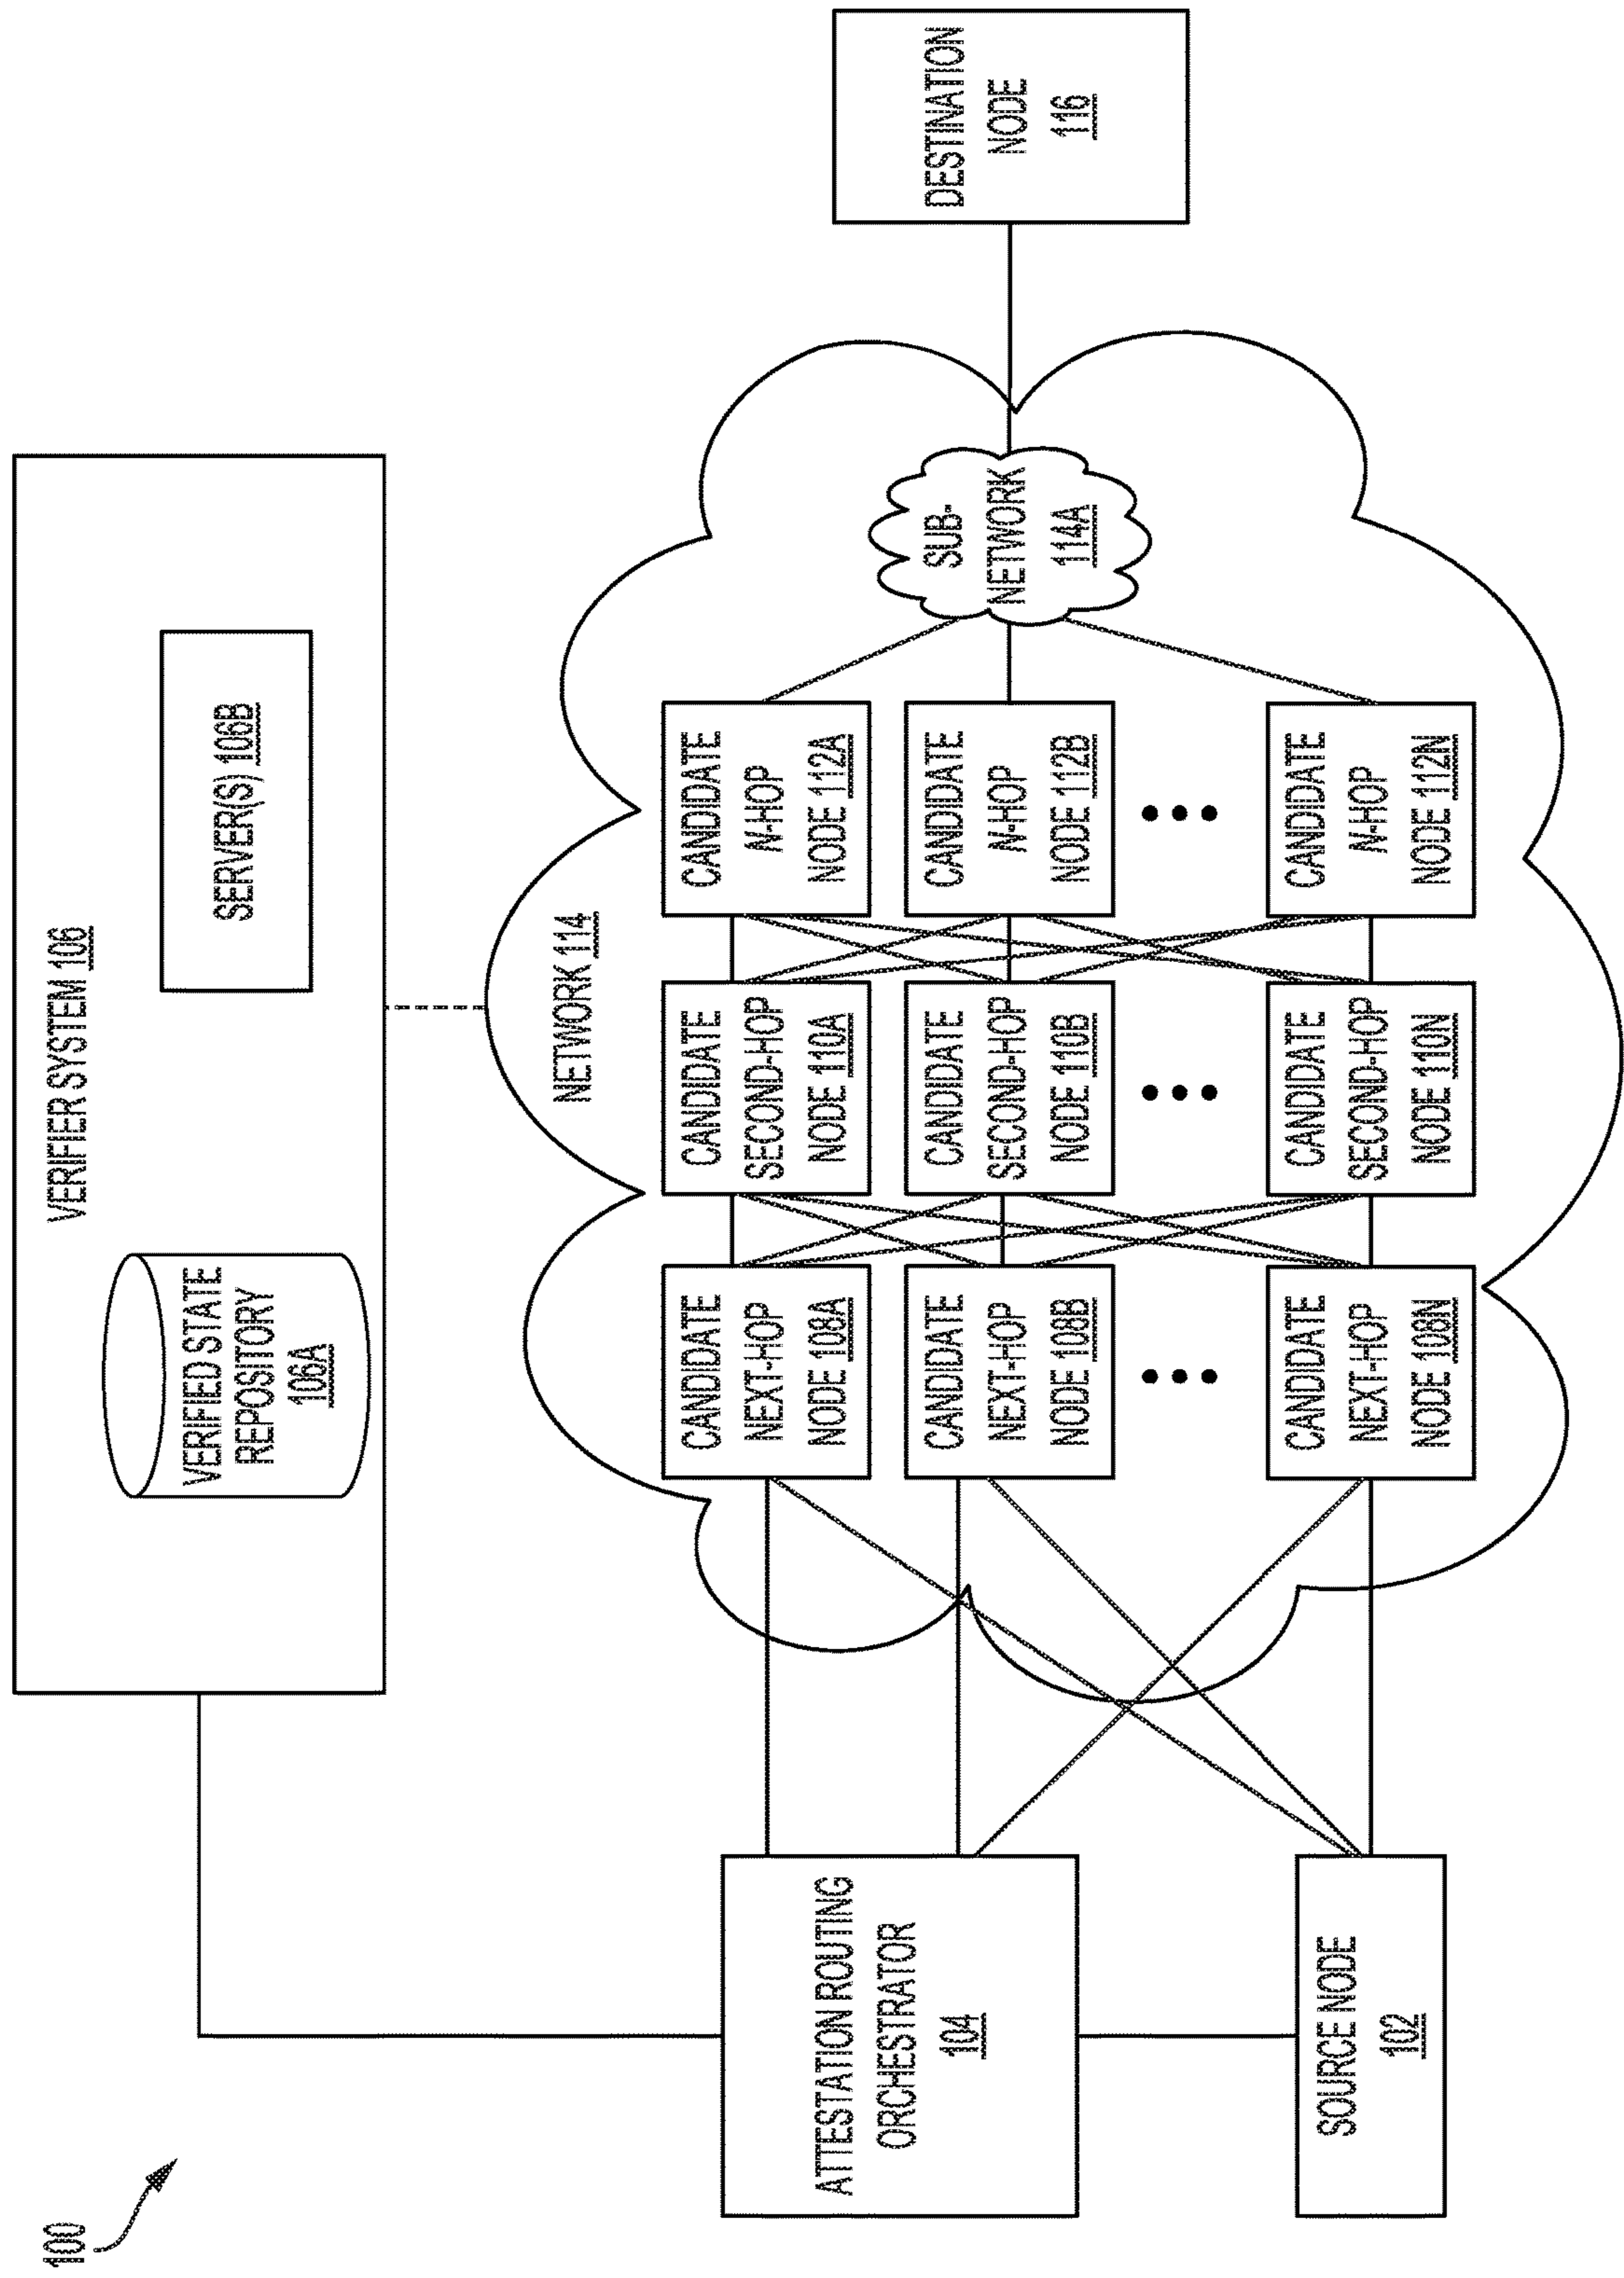 100
VERIFIER SYSTEM 106
VERIFIED STATE
REPOSITORY
106A
SERVER(S) 106B
NETWORK 114
ATTESTATION ROUTING
ORCHESTRATOR
104
SOURCE NODE
102
CANDIDATE
NEXT-HOP
NODE 108A
CANDIDATE
SECOND-HOP
NODE 110A
CANDIDATE
N-HOP
NODE 112A
CANDIDATE
NEXT-HOP
NODE 108B
CANDIDATE
SECOND-HOP
NODE 110B
CANDIDATE
N-HOP
NODE 112B
CANDIDATE
NEXT-HOP
NODE 108N
CANDIDATE
SECOND-HOP
NODE 110N
CANDIDATE
N-HOP
NODE 112N
SUB-
NETWORK
114A
DESTINATION
NODE
116